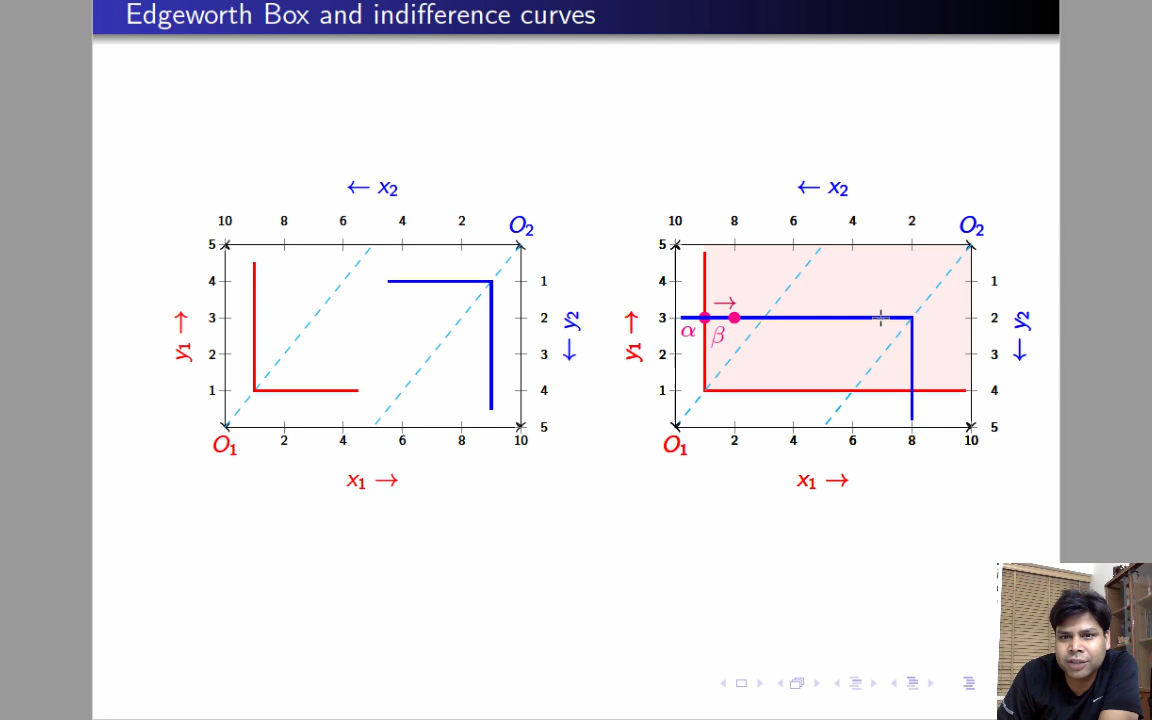 Edgeworth Box and indifference curves
← x₂
10 8 6 4 2 O₂
5
4
3
2
1
y₁ →
1
2
3
4
5
← y₂
O₁ 2 4 6 8 10
x₁ →
← x₂
10 8 6 4 2 O₂
5
4
3
2
1
y₁ →
→
α β
1
2
3
4
5
← y₂
O₁ 2 4 6 8 10
x₁ →